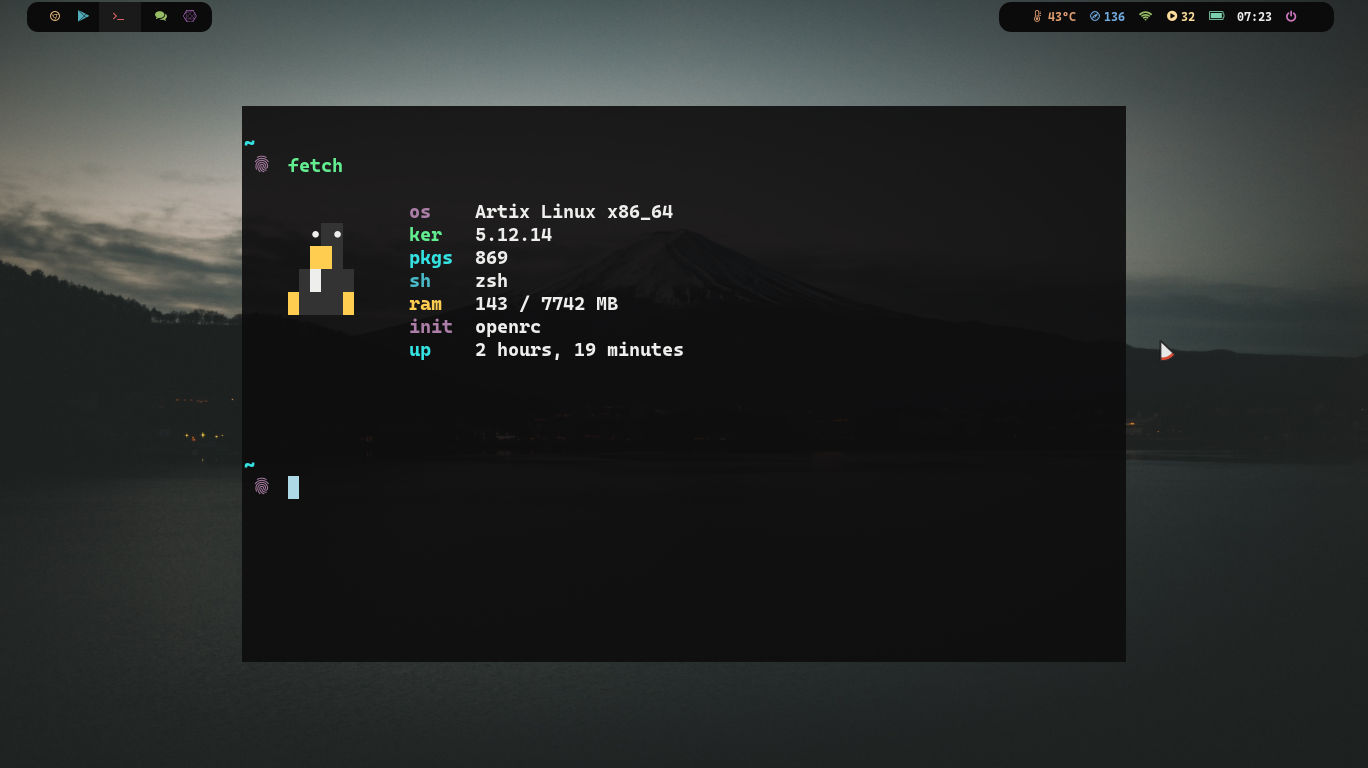 43°C 136 32 07:23
~
fetch
os Artix Linux x86_64
ker 5.12.14
pkgs 869
sh zsh
ram 143 / 7742 MB
init openrc
up 2 hours, 19 minutes
~